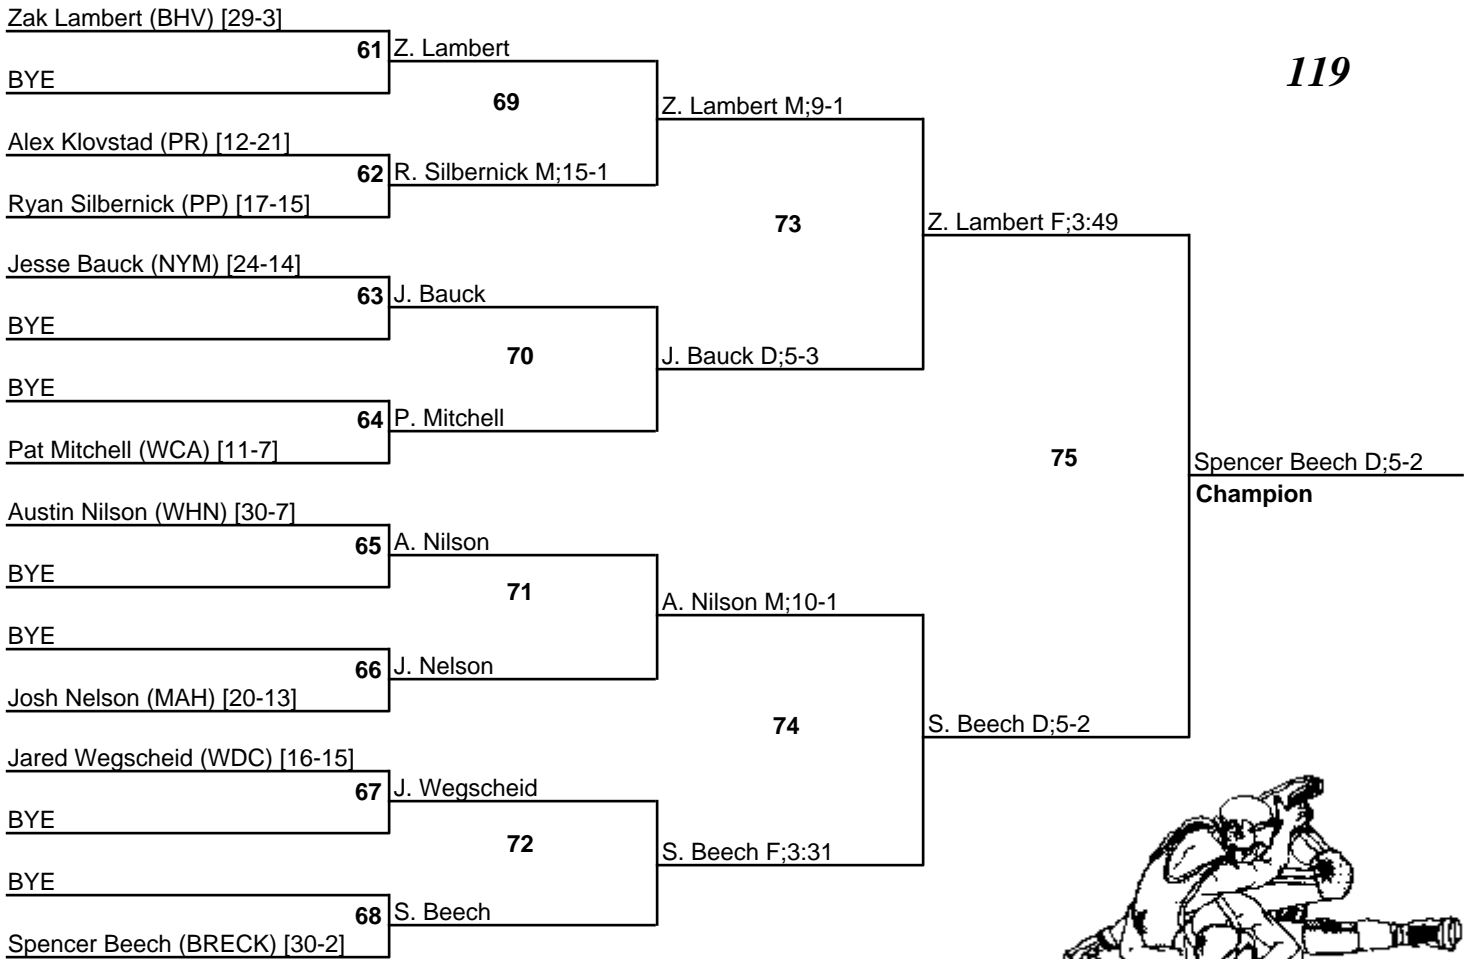 Zak Lambert (BHV) [29-3]
61 Z. Lambert
BYE
119
69
Z. Lambert M;9-1
Alex Klovstad (PR) [12-21]
62 R. Silbernick M;15-1
Ryan Silbernick (PP) [17-15]
73
Z. Lambert F;3:49
Jesse Bauck (NYM) [24-14]
63 J. Bauck
BYE
70
J. Bauck D;5-3
BYE
64 P. Mitchell
Pat Mitchell (WCA) [11-7]
75
Spencer Beech D;5-2
Champion
Austin Nilson (WHN) [30-7]
65 A. Nilson
BYE
71
A. Nilson M;10-1
BYE
66 J. Nelson
Josh Nelson (MAH) [20-13]
74
S. Beech D;5-2
Jared Wegscheid (WDC) [16-15]
67 J. Wegscheid
BYE
72
S. Beech F;3:31
BYE
68 S. Beech
Spencer Beech (BRECK) [30-2]